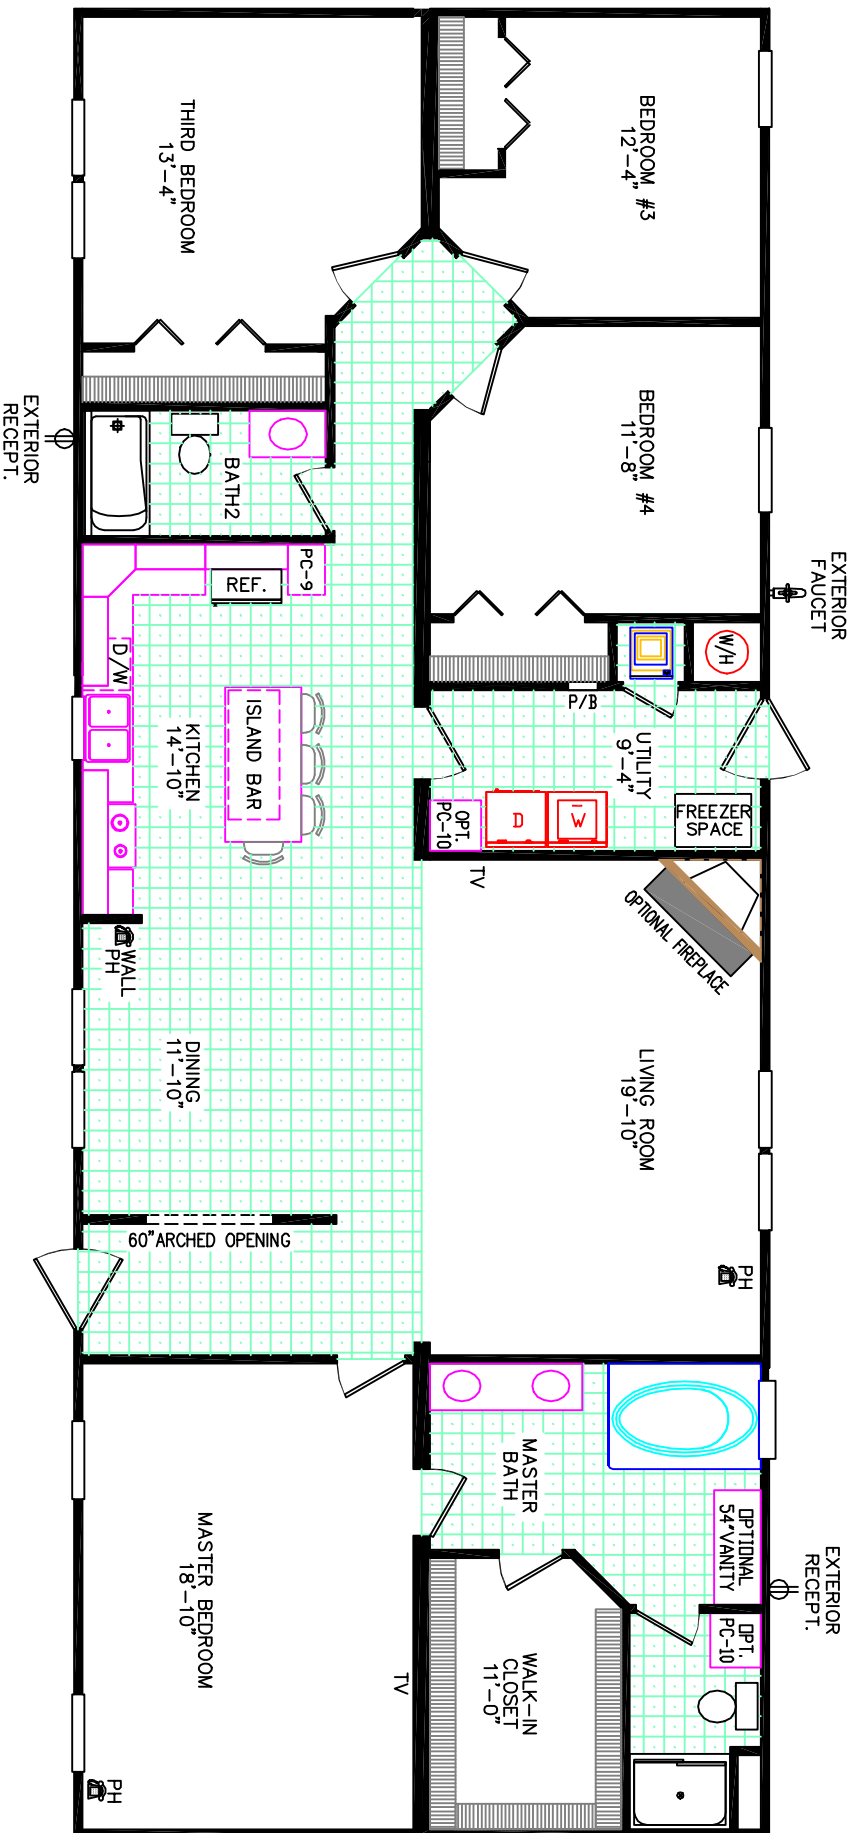 THIRD BEDROOM
13'-4"
BEDROOM #3
12'-4"
BEDROOM #4
11'-8"
EXTERIOR
RECEPT.
BATH2
EXTERIOR
FAUCET
PC-9
REF.
D/W
W/H
P/B
ISLAND BAR
KITCHEN
14'-10"
UTILITY
9'-4"
D
W
FREEZER
SPACE
OPT.
PC-10
TV
OPTIONAL FIREPLACE
WALL
PH
DINING
11'-10"
LIVING ROOM
19'-10"
60"ARCHED OPENING
PH
MASTER
BATH
OPTIONAL
54"VANITY
EXTERIOR
RECEPT.
OPT.
PC-10
MASTER BEDROOM
18'-10"
TV
WALK-IN
CLOSET
11'-0"
PH